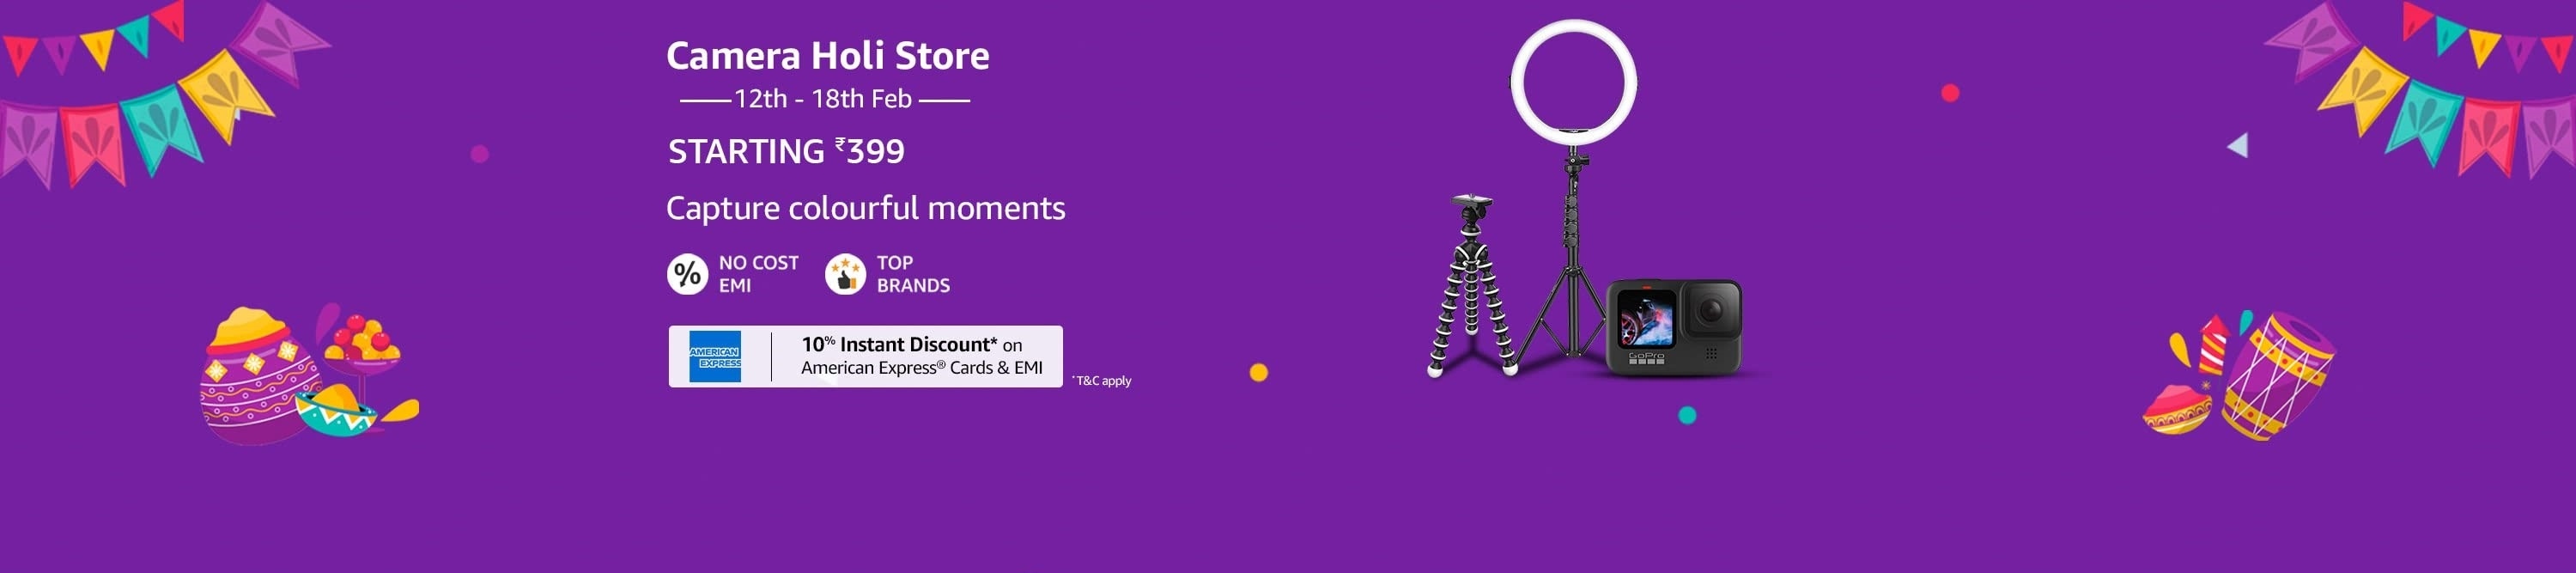 Camera Holi Store
12th - 18th Feb
STARTING ₹399
Capture colourful moments
NO COST
EMI
TOP
BRANDS
AMERICAN
EXPRESS
10% Instant Discount* on
American Express® Cards & EMI
*T&C apply
GoPro